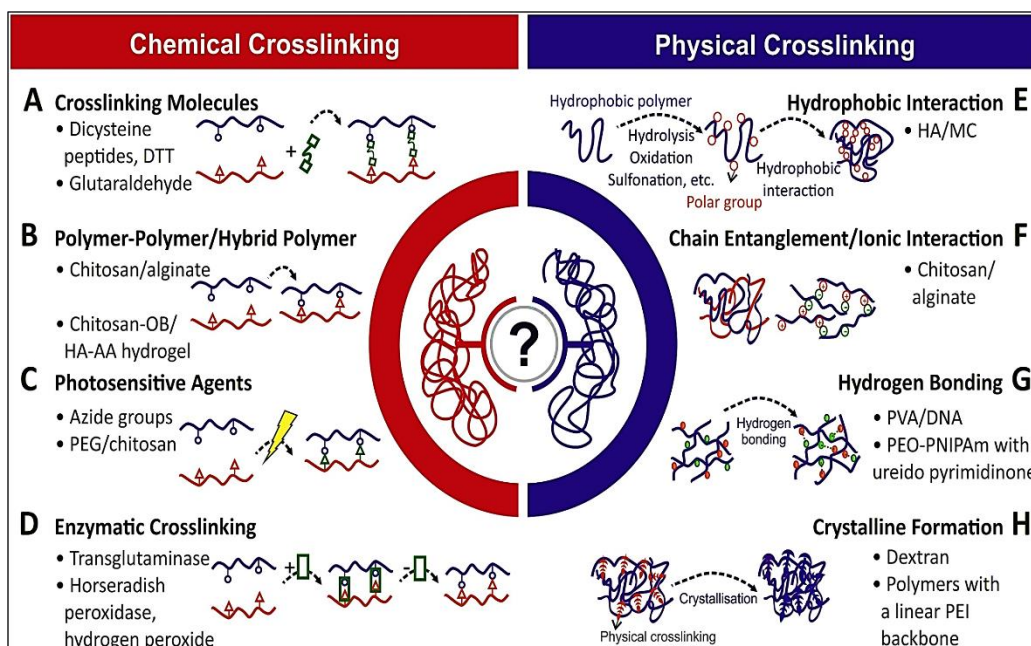 Chemical Crosslinking
Physical Crosslinking
A Crosslinking Molecules
• Dicysteine
peptides, DTT
• Glutaraldehyde
+
B Polymer-Polymer/Hybrid Polymer
• Chitosan/alginate
• Chitosan-OB/
HA-AA hydrogel
C Photosensitive Agents
• Azide groups
• PEG/chitosan
D Enzymatic Crosslinking
• Transglutaminase
• Horseradish
peroxidase,
hydrogen peroxide
+
-
?
Hydrophobic Interaction E
• HA/MC
Hydrophobic polymer
Hydrolysis
Oxidation
Sulfonation, etc.
Polar group
Hydrophobic
interaction
Chain Entanglement/Ionic Interaction F
• Chitosan/
alginate
Hydrogen Bonding G
• PVA/DNA
• PEO-PNIPAm with
ureido pyrimidinone
Hydrogen
bonding
Crystalline Formation H
• Dextran
• Polymers with
a linear PEI
backbone
Crystallisation
Physical crosslinking